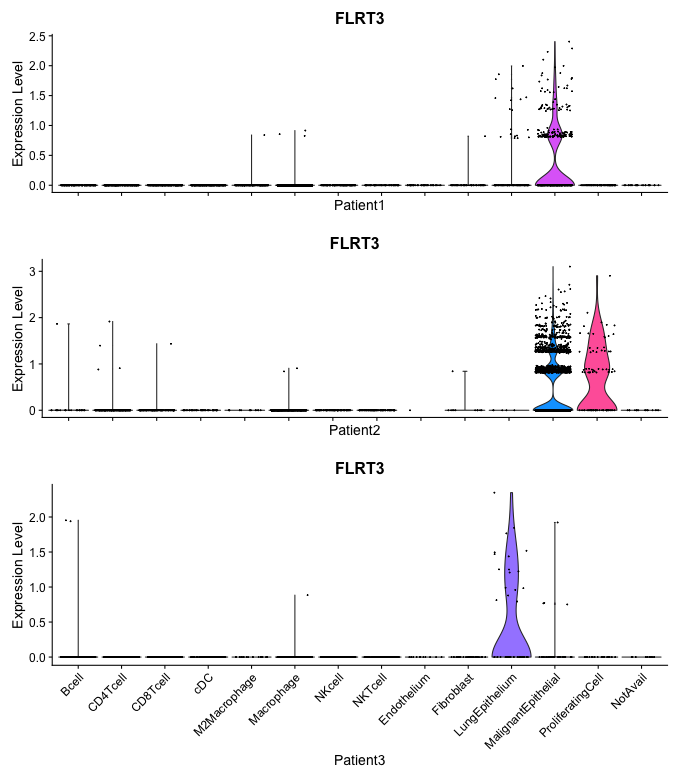 FLRT3
Expression Level
2.5
2.0
1.5
1.0
0.5
0.0
Patient1
FLRT3
Expression Level
3
2
1
0
Patient2
FLRT3
Expression Level
2.0
1.5
1.0
0.5
0.0
Bcell
CD4Tcell
CD8Tcell
cDC
M2Macrophage
Macrophage
NKcell
NKTcell
Endothelium
Fibroblast
LungEpithelium
MalignantEpithelial
ProliferatingCell
NotAvail
Patient3